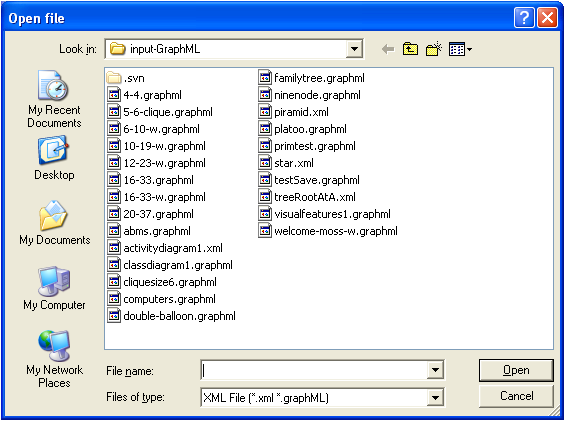 Open file
Look in:
input-GraphML
My Recent
Documents
Desktop
My Documents
My Computer
My Network
Places
.svn
4-4.graphml
5-6-clique.graphml
6-10-w.graphml
10-19-w.graphml
12-23-w.graphml
16-33.graphml
16-33-w.graphml
20-37.graphml
abms.graphml
activitydiagram1.xml
classdiagram1.graphml
cliquesize6.graphml
computers.graphml
double-balloon.graphml
familytree.graphml
ninenode.graphml
piramid.xml
platoo.graphml
primtest.graphml
star.xml
testSave.graphml
treeRootAtA.xml
visualfeatures1.graphml
welcome-moss-w.graphml
File name:
Open
Files of type:
XML File (*.xml *.graphML)
Cancel